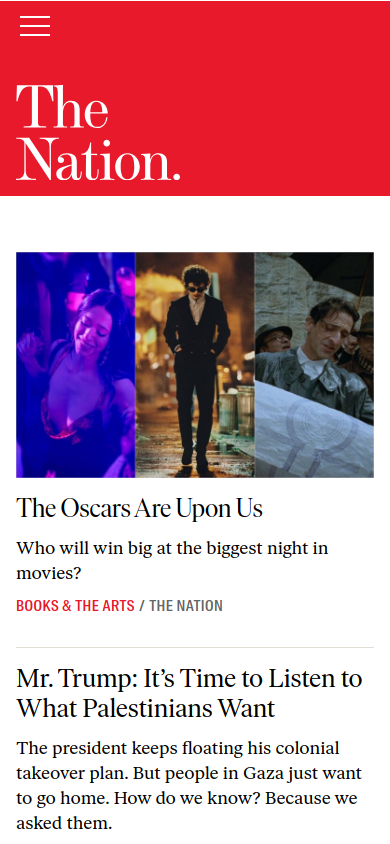 The
Nation.
The Oscars Are Upon Us
Who will win big at the biggest night in
movies?
BOOKS & THE ARTS / THE NATION
Mr. Trump: It’s Time to Listen to
What Palestinians Want
The president keeps floating his colonial
takeover plan. But people in Gaza just want
to go home. How do we know? Because we
asked them.